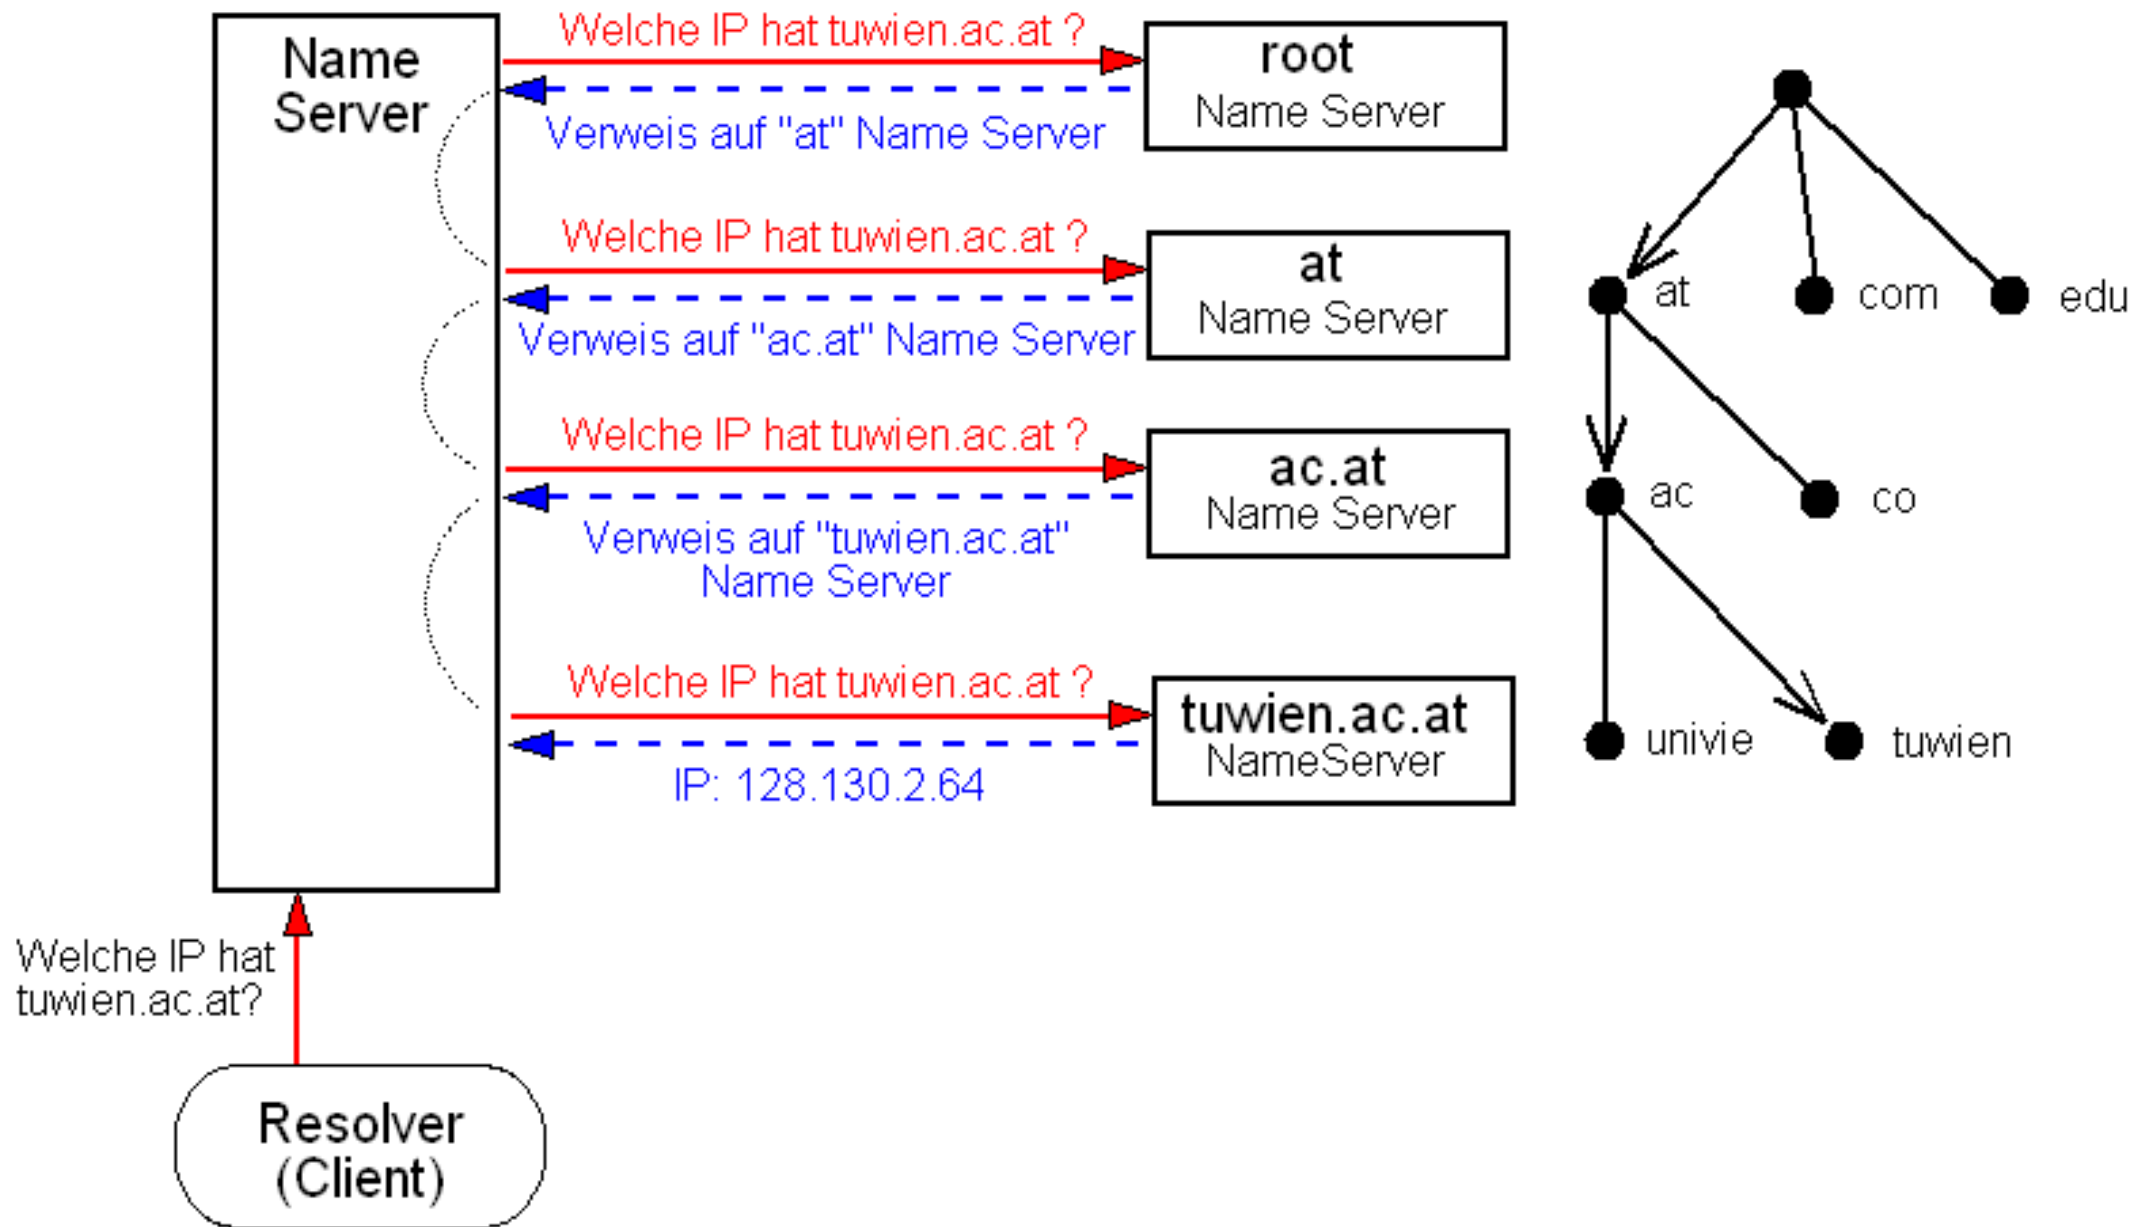 Name
Server
Welche IP hat tuwien.ac.at ?
Verweis auf "at" Name Server
root
Name Server
Welche IP hat tuwien.ac.at ?
Verweis auf "ac.at" Name Server
at
Name Server
Welche IP hat tuwien.ac.at ?
Verweis auf "tuwien.ac.at"
Name Server
ac.at
Name Server
Welche IP hat tuwien.ac.at ?
IP: 128.130.2.64
tuwien.ac.at
NameServer
at
com
edu
ac
co
univie
tuwien
Welche IP hat
tuwien.ac.at?
Resolver
(Client)